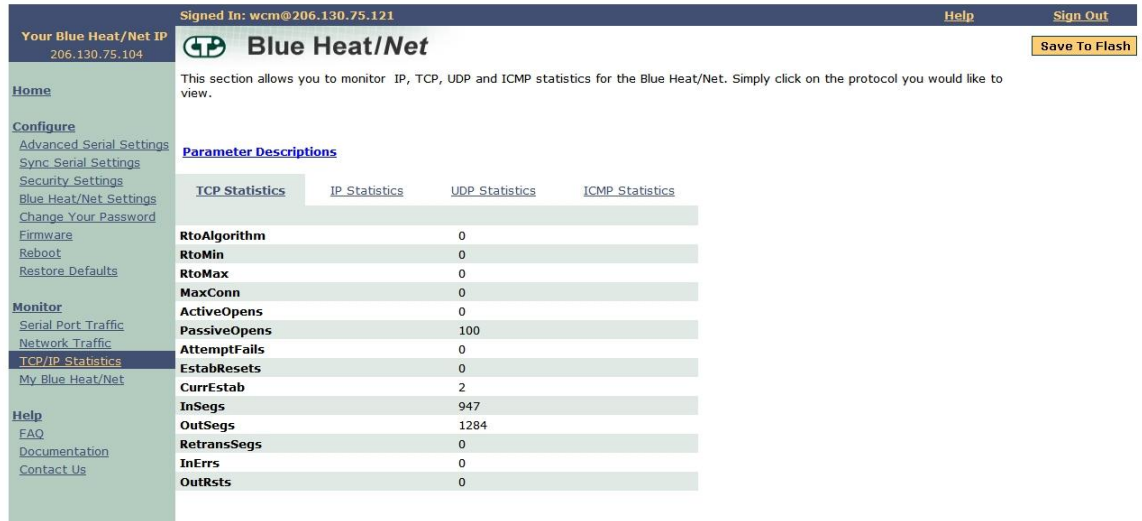 Signed In: wcm@206.130.75.121 Help Sign Out
Your Blue Heat/Net IP
206.130.75.104
CTI Blue Heat/Net
Save To Flash
This section allows you to monitor IP, TCP, UDP and ICMP statistics for the Blue Heat/Net. Simply click on the protocol you would like to
view.
Home
Configure
Advanced Serial Settings
Sync Serial Settings
Security Settings
Blue Heat/Net Settings
Change Your Password
Firmware
Reboot
Restore Defaults
Monitor
Serial Port Traffic
Network Traffic
TCP/IP Statistics
My Blue Heat/Net
Help
FAQ
Documentation
Contact Us
Parameter Descriptions
TCP Statistics IP Statistics UDP Statistics ICMP Statistics
RtoAlgorithm 0
RtoMin 0
RtoMax 0
MaxConn 0
ActiveOpens 0
PassiveOpens 100
AttemptFails 0
EstabResets 0
CurrEstab 2
InSegs 947
OutSegs 1284
RetransSegs 0
InErrs 0
OutRsts 0